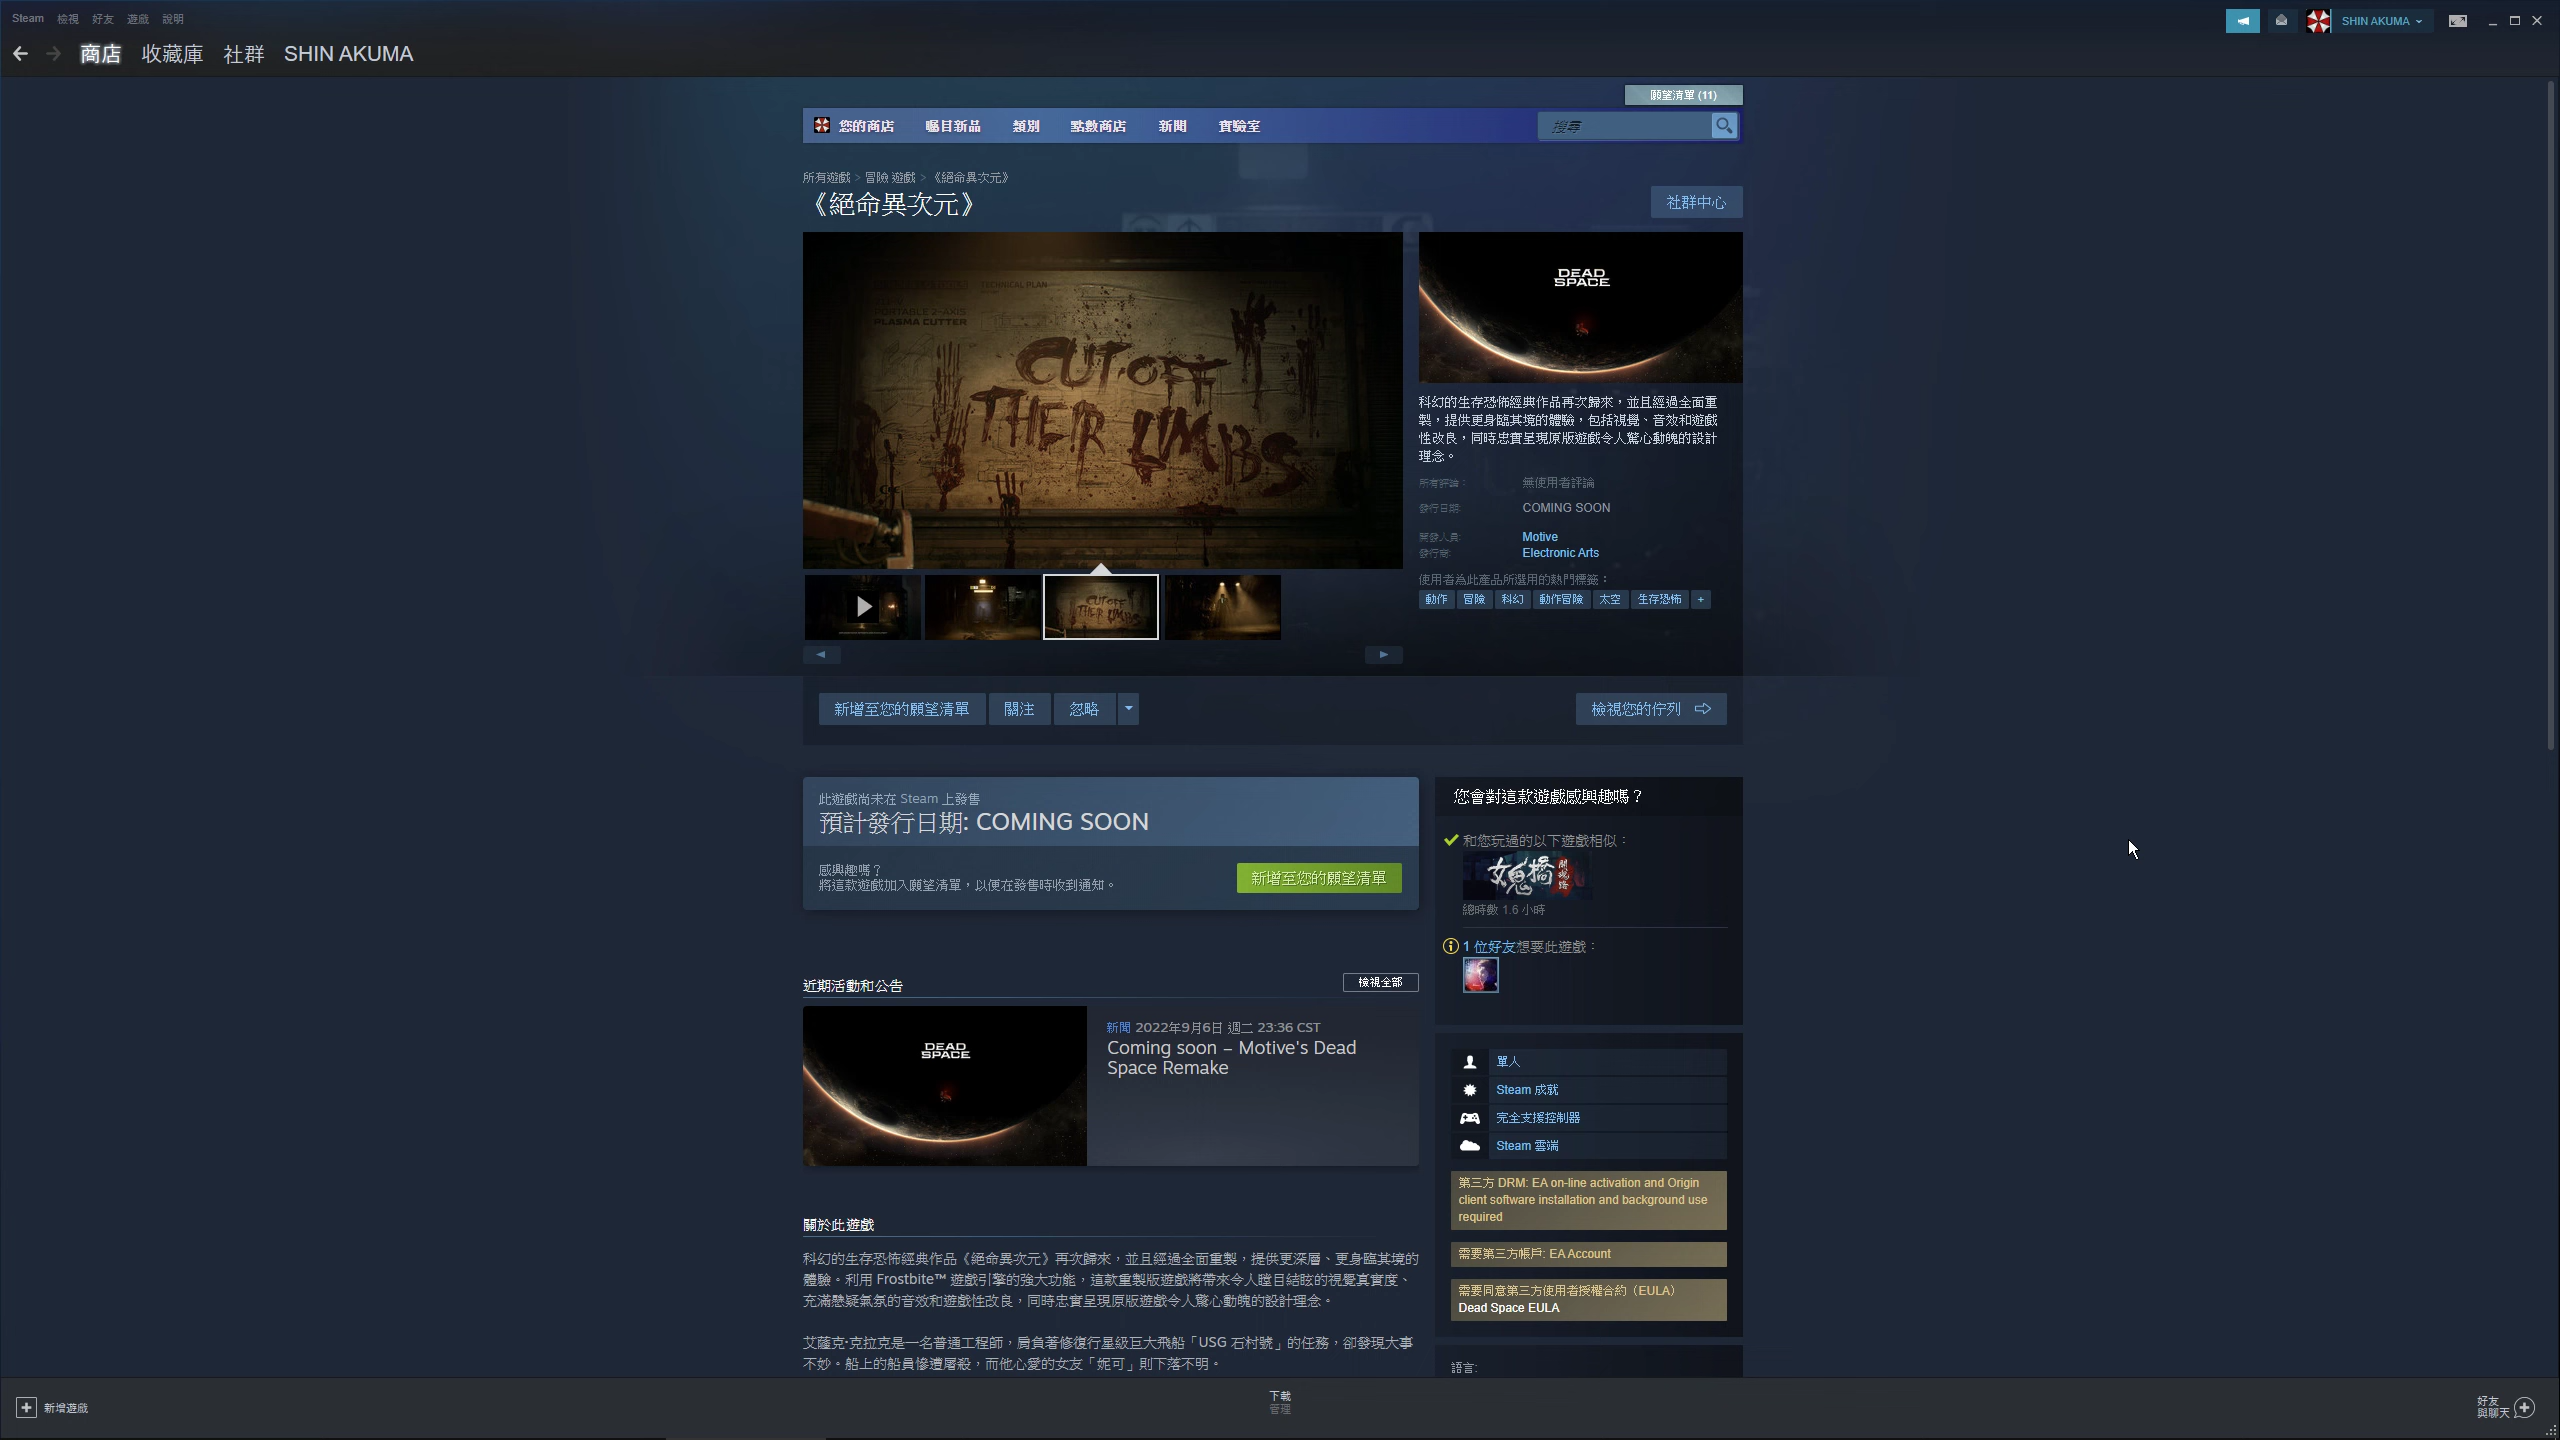 Steam 檢視 好友 遊戲 說明
SHIN AKUMA
商店 收藏庫 社群 SHIN AKUMA
願望清單 (11)
您的商店 矚目新品 類別 點數商店 新聞 實驗室
搜尋
所有遊戲 > 冒險 遊戲 > 《絕命異次元》
《絕命異次元》
社群中心
TECHNICAL PLAN
PORTABLE 2-AXIS
PLASMA CUTTER
CUT OFF
THEIR LIMBS
DEAD
SPACE
科幻的生存恐怖經典作品再次歸來，並且經過全面重
製，提供更身臨其境的體驗，包括視覺、音效和遊戲
性改良，同時忠實呈現原版遊戲令人驚心動魄的設計
理念。
所有評論： 無使用者評論
發行日期: COMING SOON
開發人員: Motive
發行商: Electronic Arts
使用者為此產品所選用的熱門標籤：
動作 冒險 科幻 動作冒險 太空 生存恐怖 +
CUT OFF
THEIR LIMBS
新增至您的願望清單 關注 忽略
檢視您的佇列
此遊戲尚未在 Steam 上發售
預計發行日期: COMING SOON
感興趣嗎？
將這款遊戲加入願望清單，以便在發售時收到通知。
新增至您的願望清單
您會對這款遊戲感興趣嗎？
和您玩過的以下遊戲相似：
女鬼橋 開魂路
總時數 1.6 小時
1 位好友想要此遊戲：
近期活動和公告
檢視全部
DEAD
SPACE
新聞 2022年9月6日 週二 23:36 CST
Coming soon – Motive's Dead
Space Remake
單人
Steam 成就
完全支援控制器
Steam 雲端
第三方 DRM: EA on-line activation and Origin
client software installation and background use
required
需要第三方帳戶: EA Account
需要同意第三方使用者授權合約（EULA）
Dead Space EULA
語言:
關於此遊戲
科幻的生存恐怖經典作品《絕命異次元》再次歸來，並且經過全面重製，提供更深層、更身臨其境的
體驗。利用 Frostbite™ 遊戲引擎的強大功能，這款重製版遊戲將帶來令人瞠目結眩的視覺真實度、
充滿懸疑氣氛的音效和遊戲性改良，同時忠實呈現原版遊戲令人驚心動魄的設計理念。
艾薩克·克拉克是一名普通工程師，肩負著修復行星級巨大飛船「USG 石村號」的任務，卻發現大事
不妙。船上的船員慘遭屠殺，而他心愛的女友「妮可」則下落不明。
新增遊戲
下載
管理
好友
與聊天